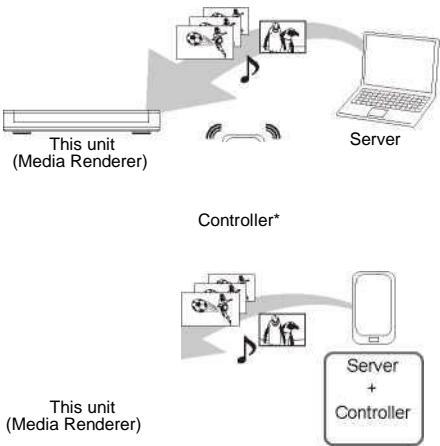 This unit
(Media Renderer)
Server
Controller*
Server
+
Controller
This unit
(Media Renderer)